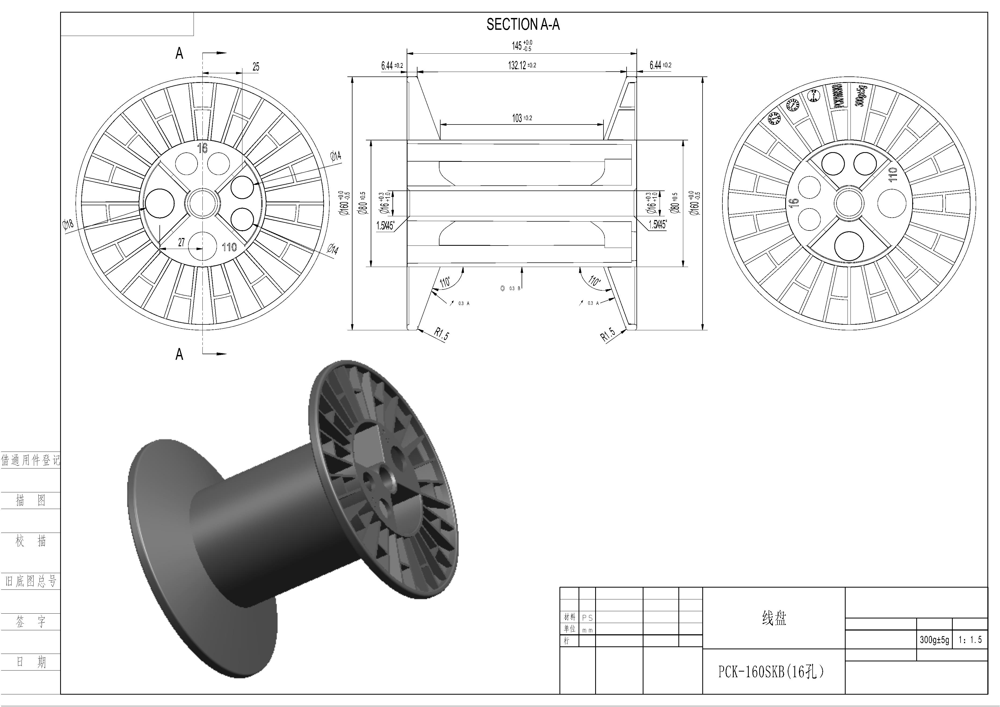 SECTION A-A
A
25
16
Ø14
Ø18
27
110
Ø14
A
145 +0.0 -0.5
6.44 ±0.2
132.12 ±0.2
6.44 ±0.2
103 ±0.2
Ø160 +0.0 -0.5
Ø80 ±0.5
Ø16 +0.3 +1.0
Ø16 +0.3 +1.0
Ø80 ±0.5
Ø160 +0.0 -0.5
1.5X45°
1.5X45°
110°
110°
◎ 0.3 B
↗ 0.3 A
↗ 0.3 A
R1.5
R1.5
PCK160SKB
300g±5g
110
16
借通用件登记
描 图
校 描
旧底图总号
签 字
日 期
材料 PS
单位 mm
线盘
300g±5g 1: 1.5
PCK-160SKB(16孔)